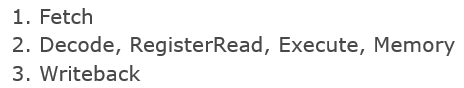 1. Fetch
2. Decode, RegisterRead, Execute, Memory
3. Writeback